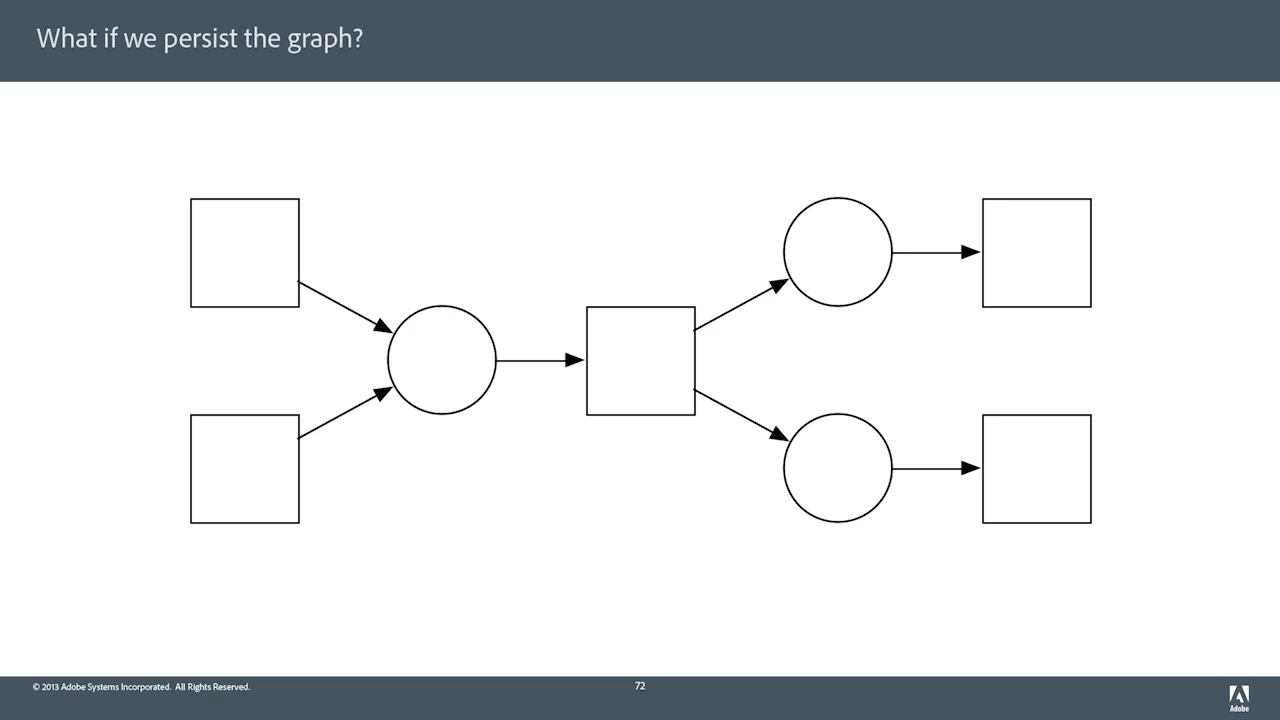 What if we persist the graph?
© 2013 Adobe Systems Incorporated. All Rights Reserved.
72
Adobe